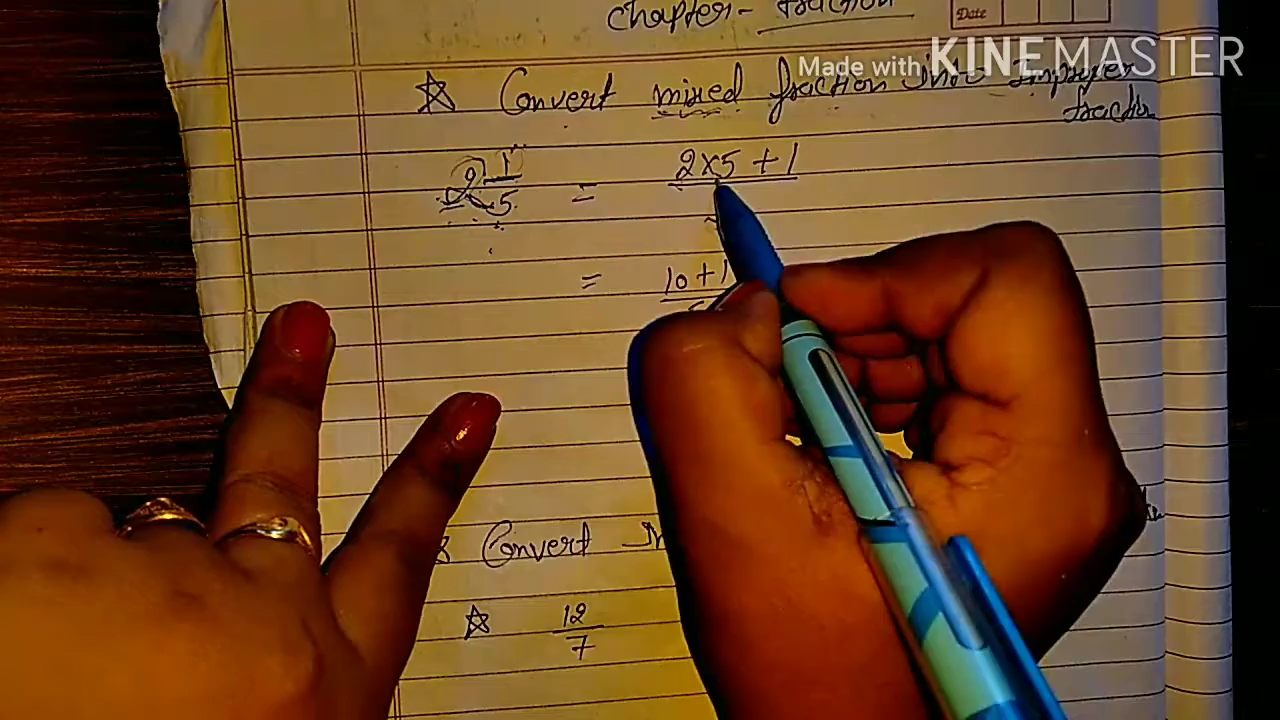 Chapter - fraction
Date
Made with KINEMASTER
☆ Convert mixed fraction into Improper
fraction
2 1/5 = 2×5+1
= 10+1
Convert
☆ 12/7